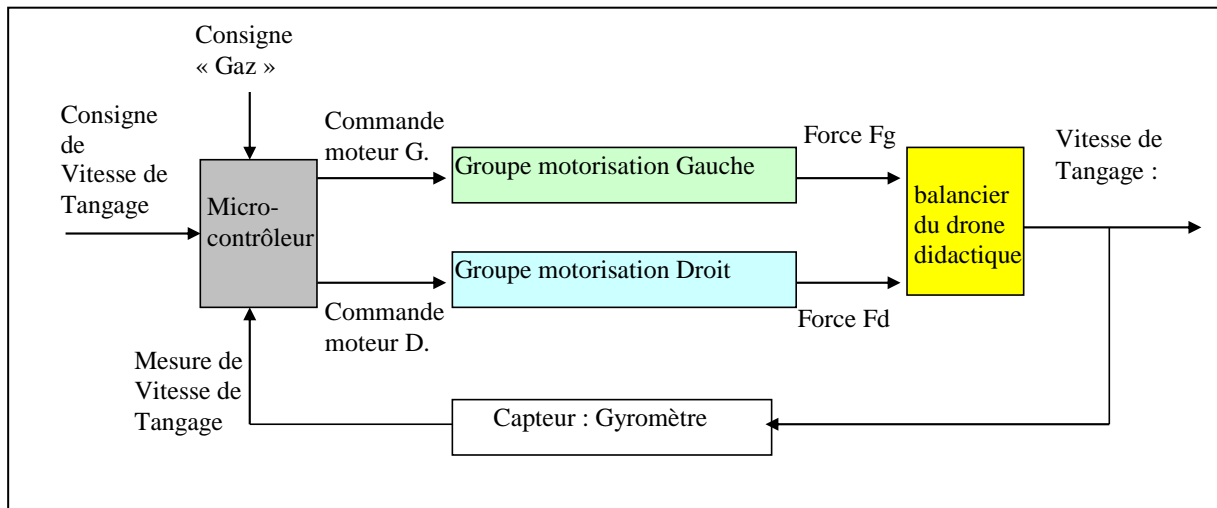 Consigne
« Gaz »
Consigne
de
Vitesse de
Tangage
Commande
moteur G.
Force Fg
Vitesse de
Tangage :
Groupe motorisation Gauche
Micro-
contrôleur
balancier
du drone
didactique
Groupe motorisation Droit
Commande
moteur D.
Force Fd
Mesure de
Vitesse de
Tangage
Capteur : Gyromètre